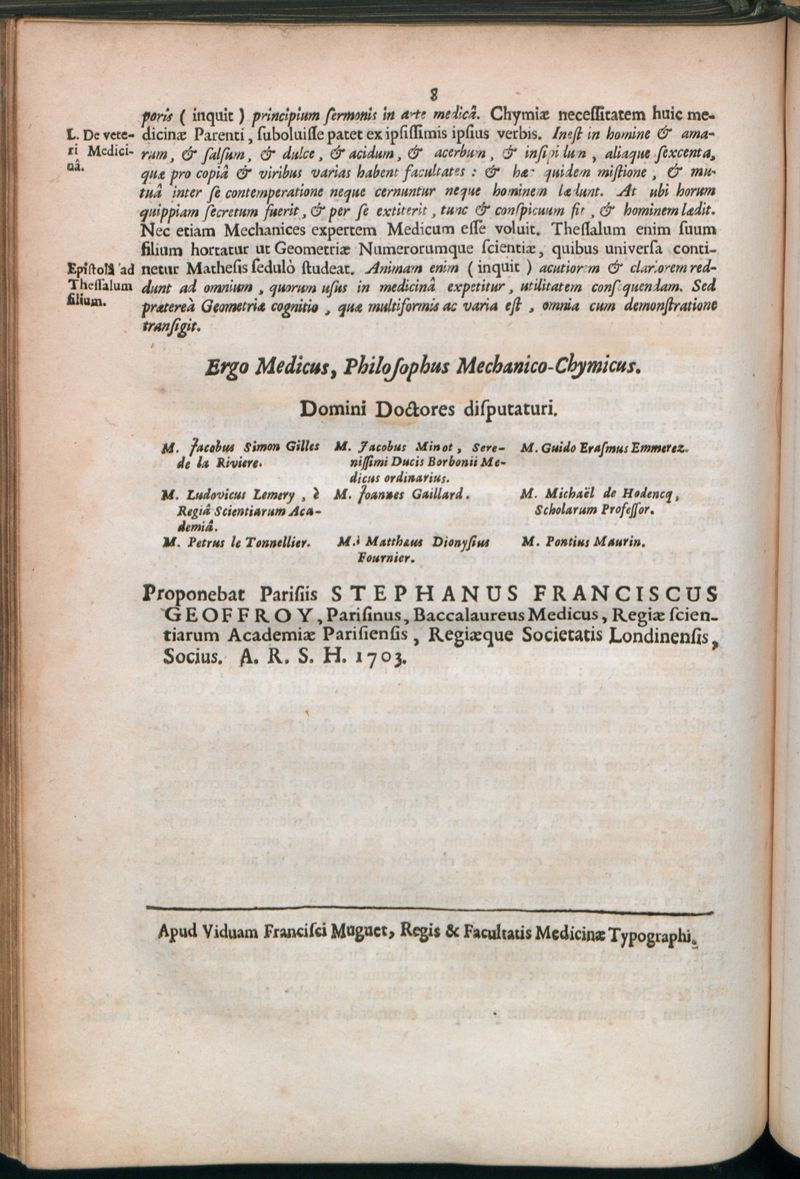 8
poris ( inquit ) principium ſermonis in arte medicâ. Chymiæ neceſſitatem huic me-
L. De vete-
ri Medici-
nâ.
dicinæ Parenti, ſuboluiſſe patet ex ipſiſſimis ipſius verbis. Ineſt in homine & ama-
rum, & ſalſum, & dulce, & acidum, & acerbum, & inſipidum, aliaque ſexcenta,
quæ pro copiâ & viribus varias habent facultates : & hæc quidem miſtione, & mu-
tuâ inter ſe contemperatione neque cernuntur neque hominem lædunt. At ubi horum
quippiam ſecretum fuerit, & per ſe extiterit, tunc & conſpicuum fit, & hominem lædit.
Nec etiam Mechanices expertem Medicum eſſe voluit. Theſſalum enim ſuum
filium hortatur ut Geometriæ Numerorumque ſcientiæ, quibus univerſa conti-
Epiſtolâ ad
Theſſalum
filium.
netur Matheſis ſedulò ſtudeat. Animam enim ( inquit ) acutiorem & clariorem red-
dunt ad omnium, quorum uſus in medicinâ expetitur, utilitatem conſequendam. Sed
prætereà Geometriæ cognitio, quæ multiformis ac varia eſt, omnia cum demonſtratione
tranſigit.
Ergo Medicus, Philoſophus Mechanico-Chymicus.
Domini Doctores diſputaturi.
M. Jacobus Simon Gilles
de la Riviere.
M. Jacobus Minot, Sere-
niſſimi Ducis Borbonii Me-
dicus ordinarius.
M. Guido Eraſmus Emmerez.
M. Ludovicus Lemery, è
Regiâ Scientiarum Aca-
demiâ.
M. Joannes Gaillard.
M. Michaël de Hodencq,
Scholarum Profeſſor.
M. Petrus le Tonnellier.
M. Matthæus Dionyſius
Fournier.
M. Pontius Maurin.
Proponebat Pariſiis STEPHANUS FRANCISCUS
GEOFFROY, Pariſinus, Baccalaureus Medicus, Regiæ ſcien-
tiarum Academiæ Pariſienſis, Regiæque Societatis Londinenſis,
Socius. A. R. S. H. 1703.
Apud Viduam Franciſci Muguet, Regis & Facultatis Medicinæ Typographi.